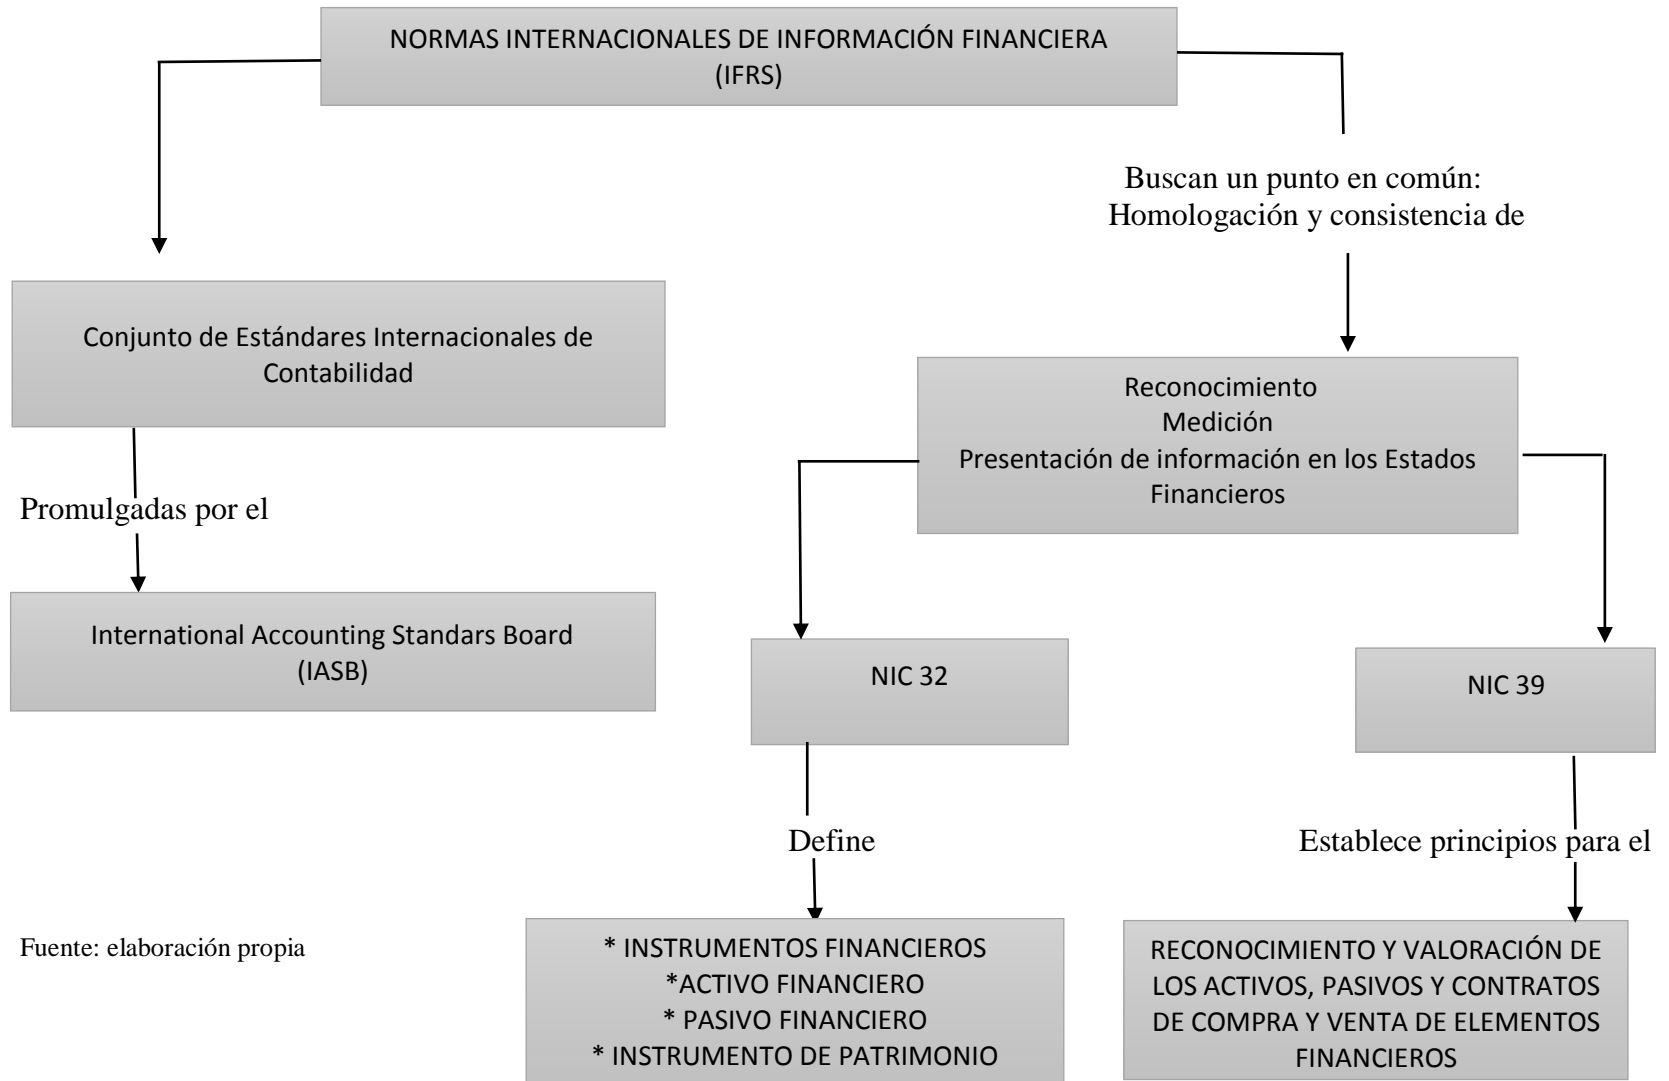 NORMAS INTERNACIONALES DE INFORMACIÓN FINANCIERA
(IFRS)
Buscan un punto en común:
Homologación y consistencia de
Conjunto de Estándares Internacionales de
Contabilidad
Reconocimiento
Medición
Presentación de información en los Estados
Financieros
Promulgadas por el
International Accounting Standars Board
(IASB)
NIC 32
NIC 39
Define
Establece principios para el
Fuente: elaboración propia
* INSTRUMENTOS FINANCIEROS
*ACTIVO FINANCIERO
* PASIVO FINANCIERO
* INSTRUMENTO DE PATRIMONIO
RECONOCIMIENTO Y VALORACIÓN DE
LOS ACTIVOS, PASIVOS Y CONTRATOS
DE COMPRA Y VENTA DE ELEMENTOS
FINANCIEROS